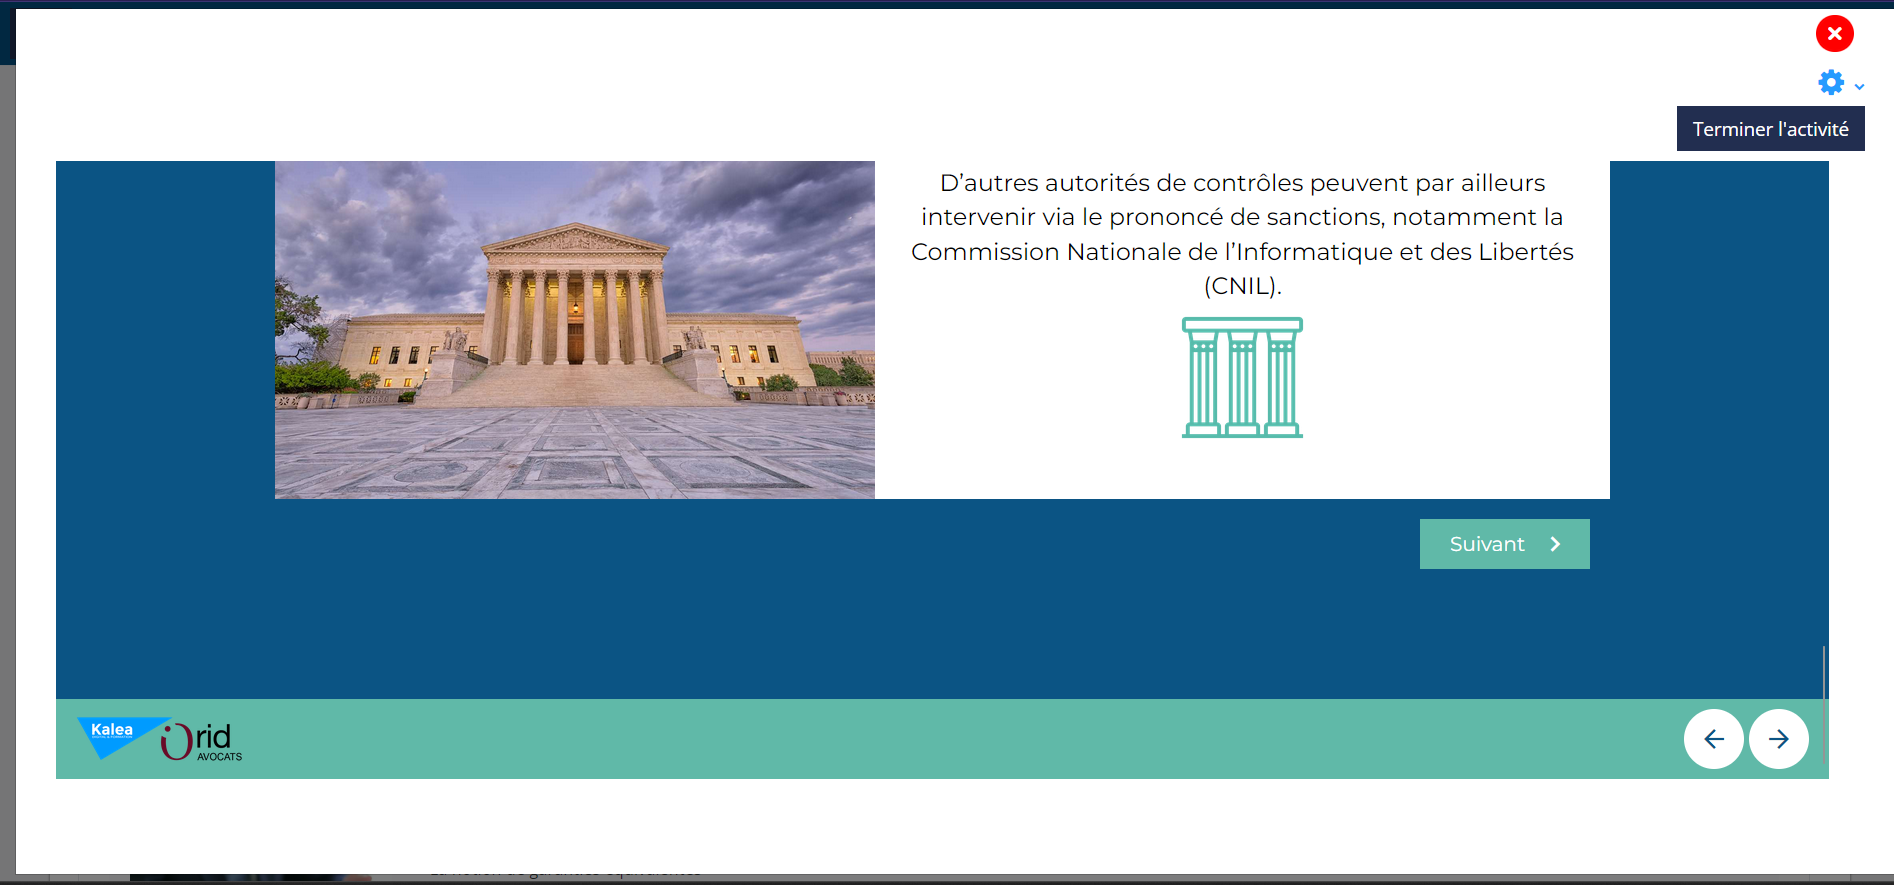 Terminer l'activité
D’autres autorités de contrôles peuvent par ailleurs
intervenir via le prononcé de sanctions, notamment la
Commission Nationale de l’Informatique et des Libertés
(CNIL).
Suivant
Kalea
Orid
AVOCATS